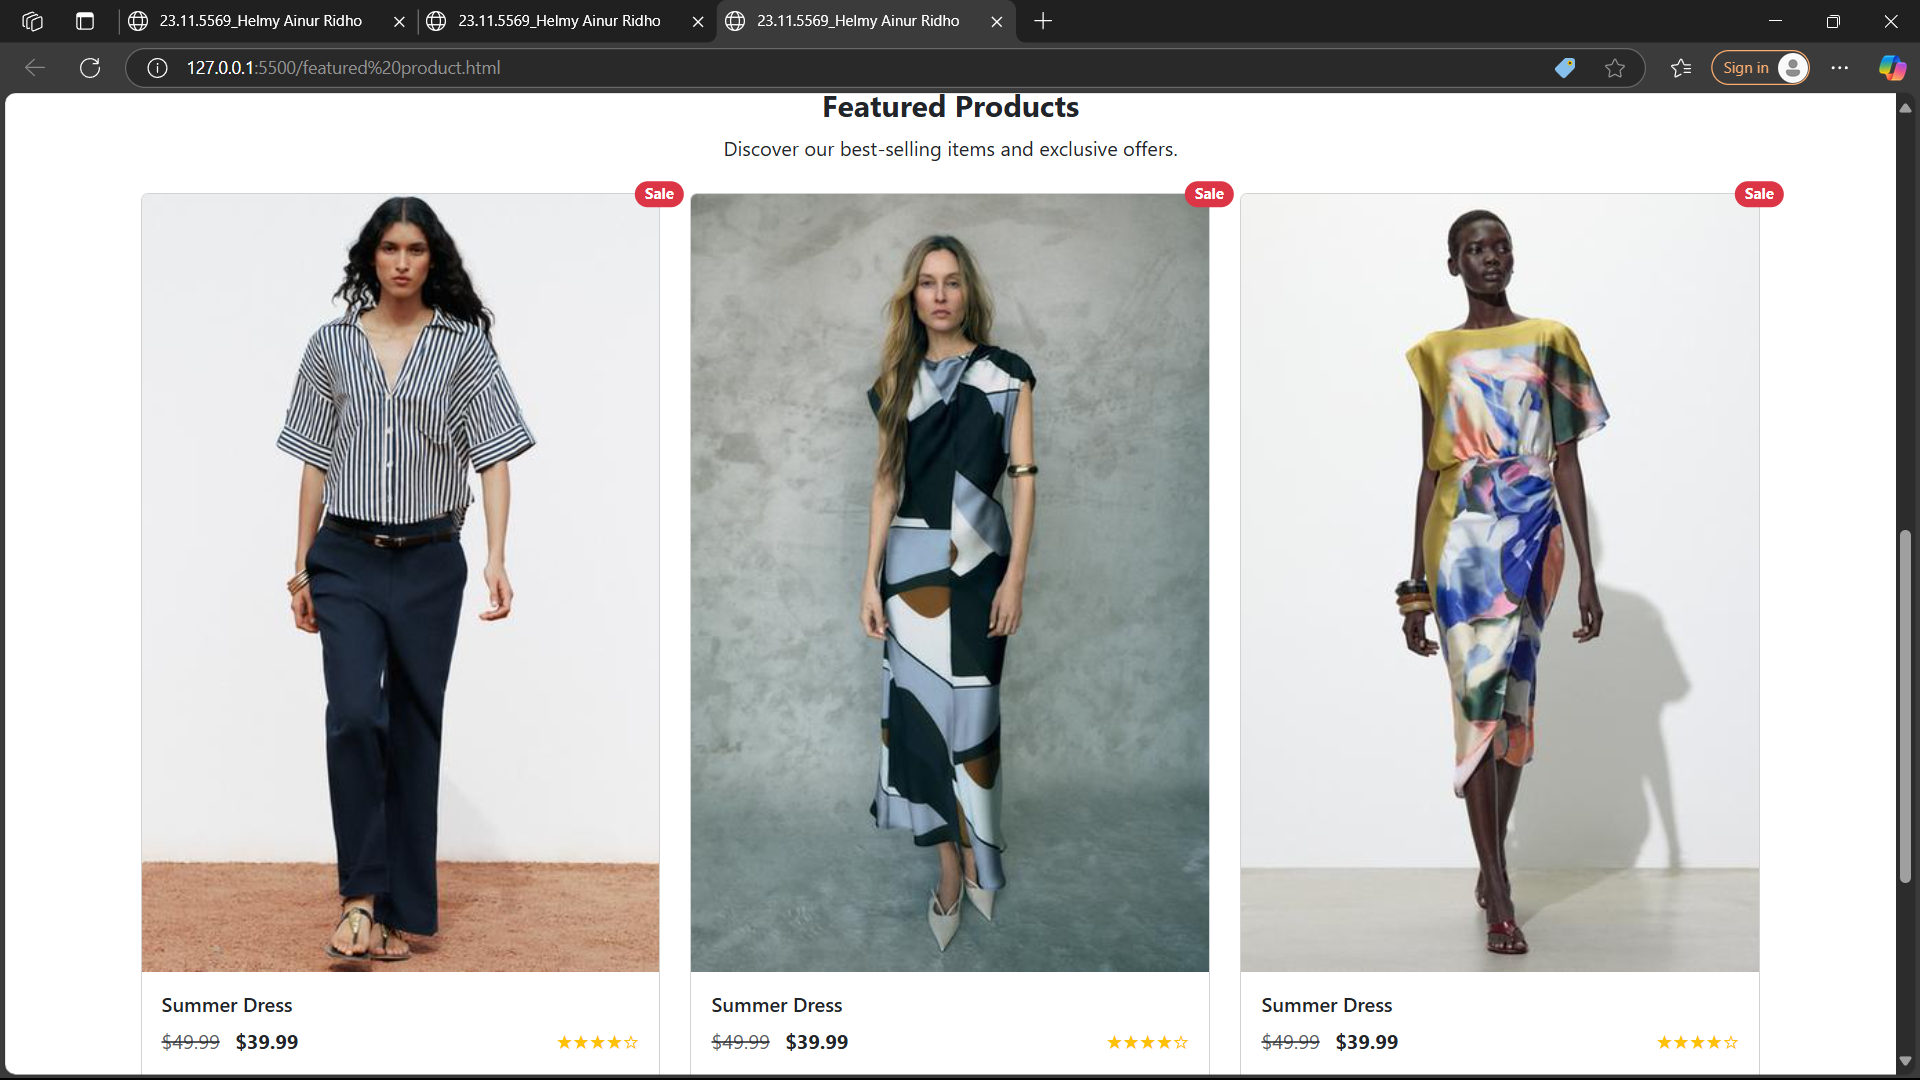 23.11.5569_Helmy Ainur Ridho
23.11.5569_Helmy Ainur Ridho
23.11.5569_Helmy Ainur Ridho
127.0.0.1:5500/featured%20product.html
Sign in
Featured Products
Discover our best-selling items and exclusive offers.
Sale
Sale
Sale
Summer Dress
$49.99 $39.99 ★★★★☆
Summer Dress
$49.99 $39.99 ★★★★☆
Summer Dress
$49.99 $39.99 ★★★★☆